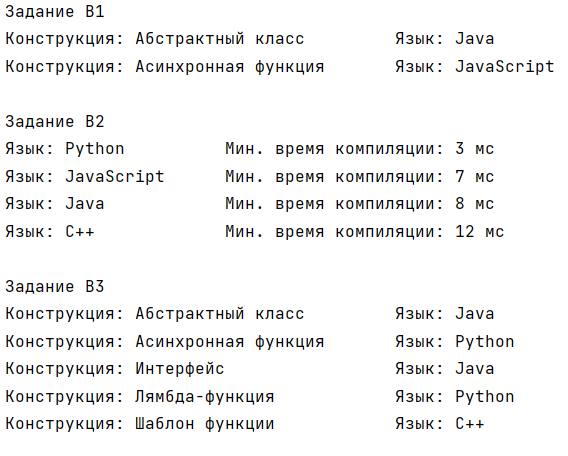 Задание В1
Конструкция: Абстрактный класс Язык: Java
Конструкция: Асинхронная функция Язык: JavaScript
Задание В2
Язык: Python Мин. время компиляции: 3 мс
Язык: JavaScript Мин. время компиляции: 7 мс
Язык: Java Мин. время компиляции: 8 мс
Язык: C++ Мин. время компиляции: 12 мс
Задание В3
Конструкция: Абстрактный класс Язык: Java
Конструкция: Асинхронная функция Язык: Python
Конструкция: Интерфейс Язык: Java
Конструкция: Лямбда-функция Язык: Python
Конструкция: Шаблон функции Язык: C++